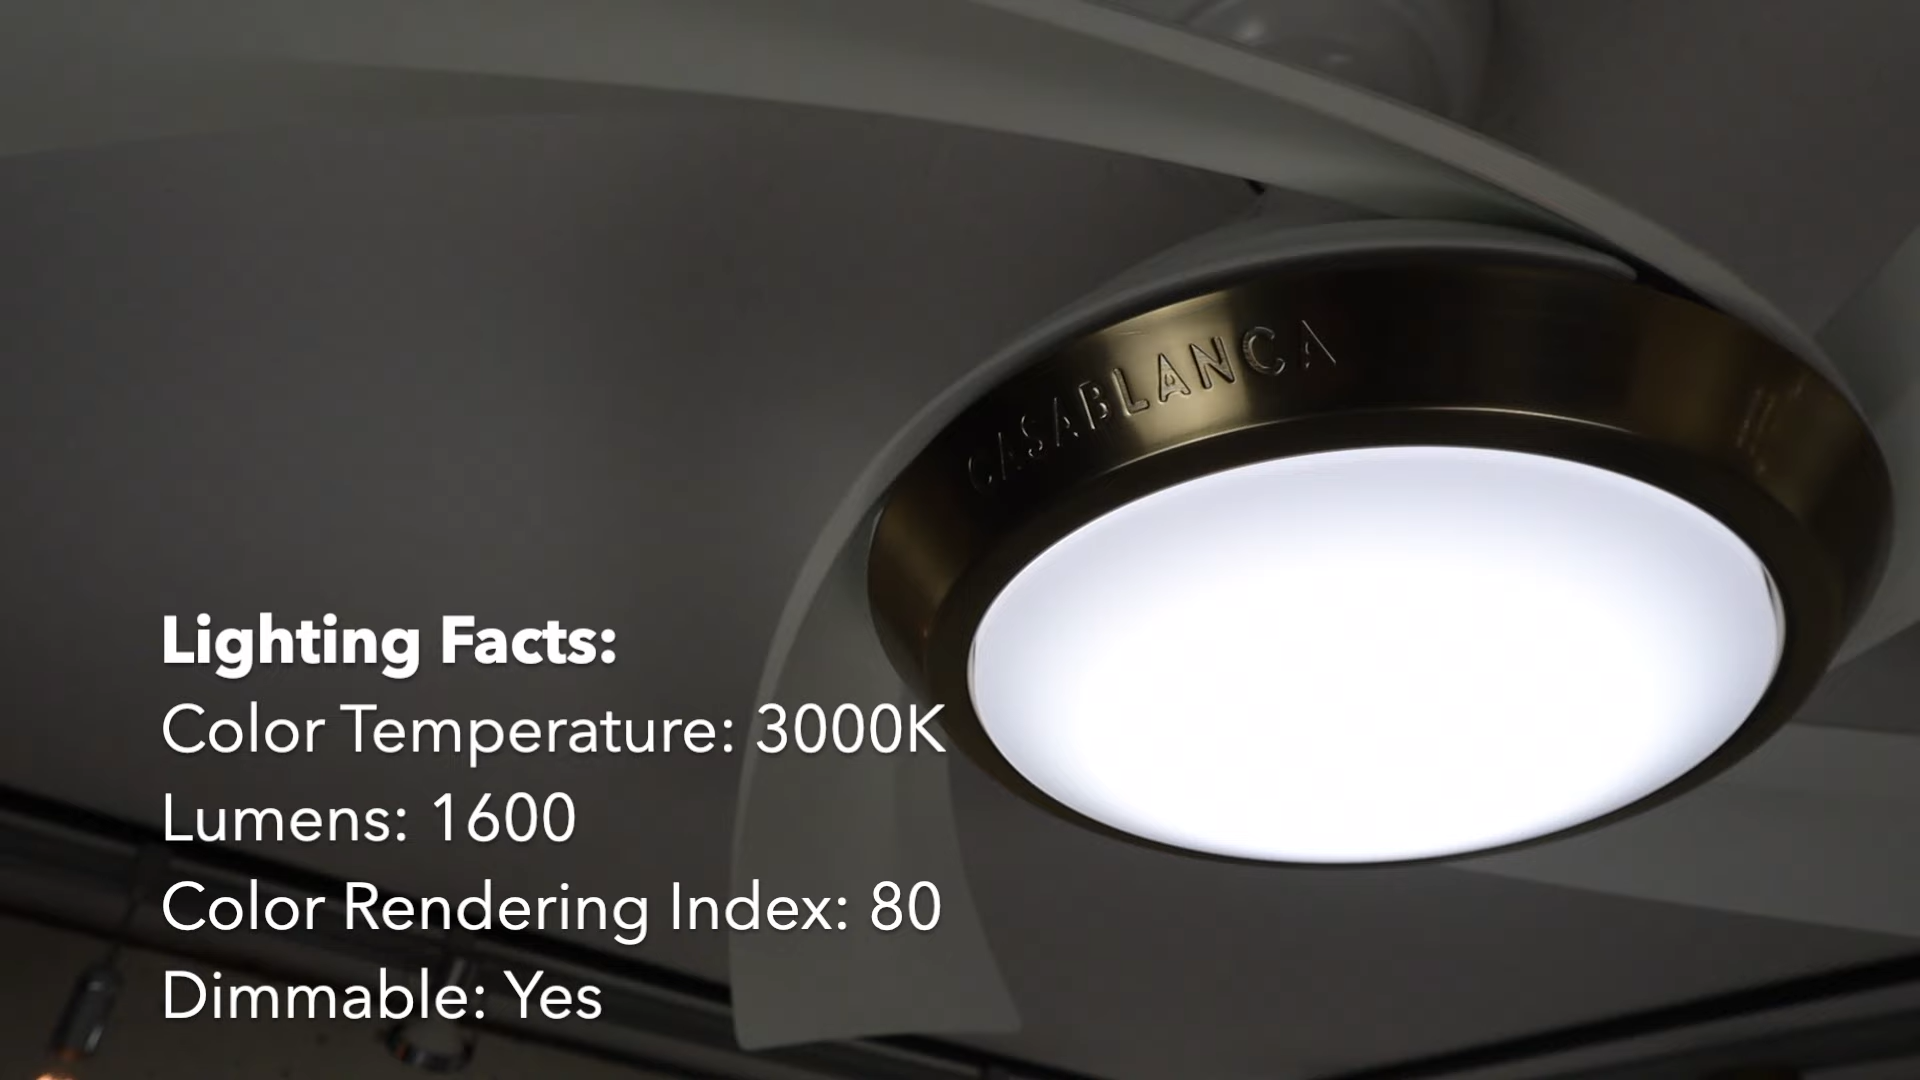 CASABLANCA
Lighting Facts:
Color Temperature: 3000K
Lumens: 1600
Color Rendering Index: 80
Dimmable: Yes